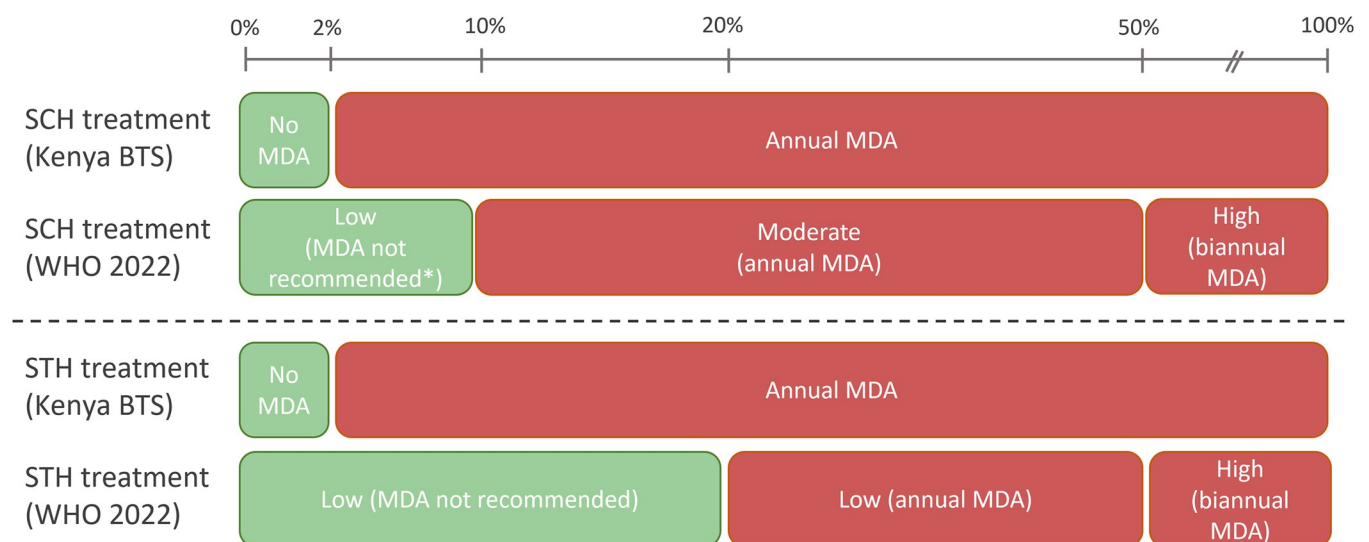 0% 2% 10% 20% 50% 100%
SCH treatment
(Kenya BTS)
No
MDA
Annual MDA
SCH treatment
(WHO 2022)
Low
(MDA not
recommended*)
Moderate
(annual MDA)
High
(biannual
MDA)
STH treatment
(Kenya BTS)
No
MDA
Annual MDA
STH treatment
(WHO 2022)
Low (MDA not recommended)
Low (annual MDA)
High
(biannual
MDA)